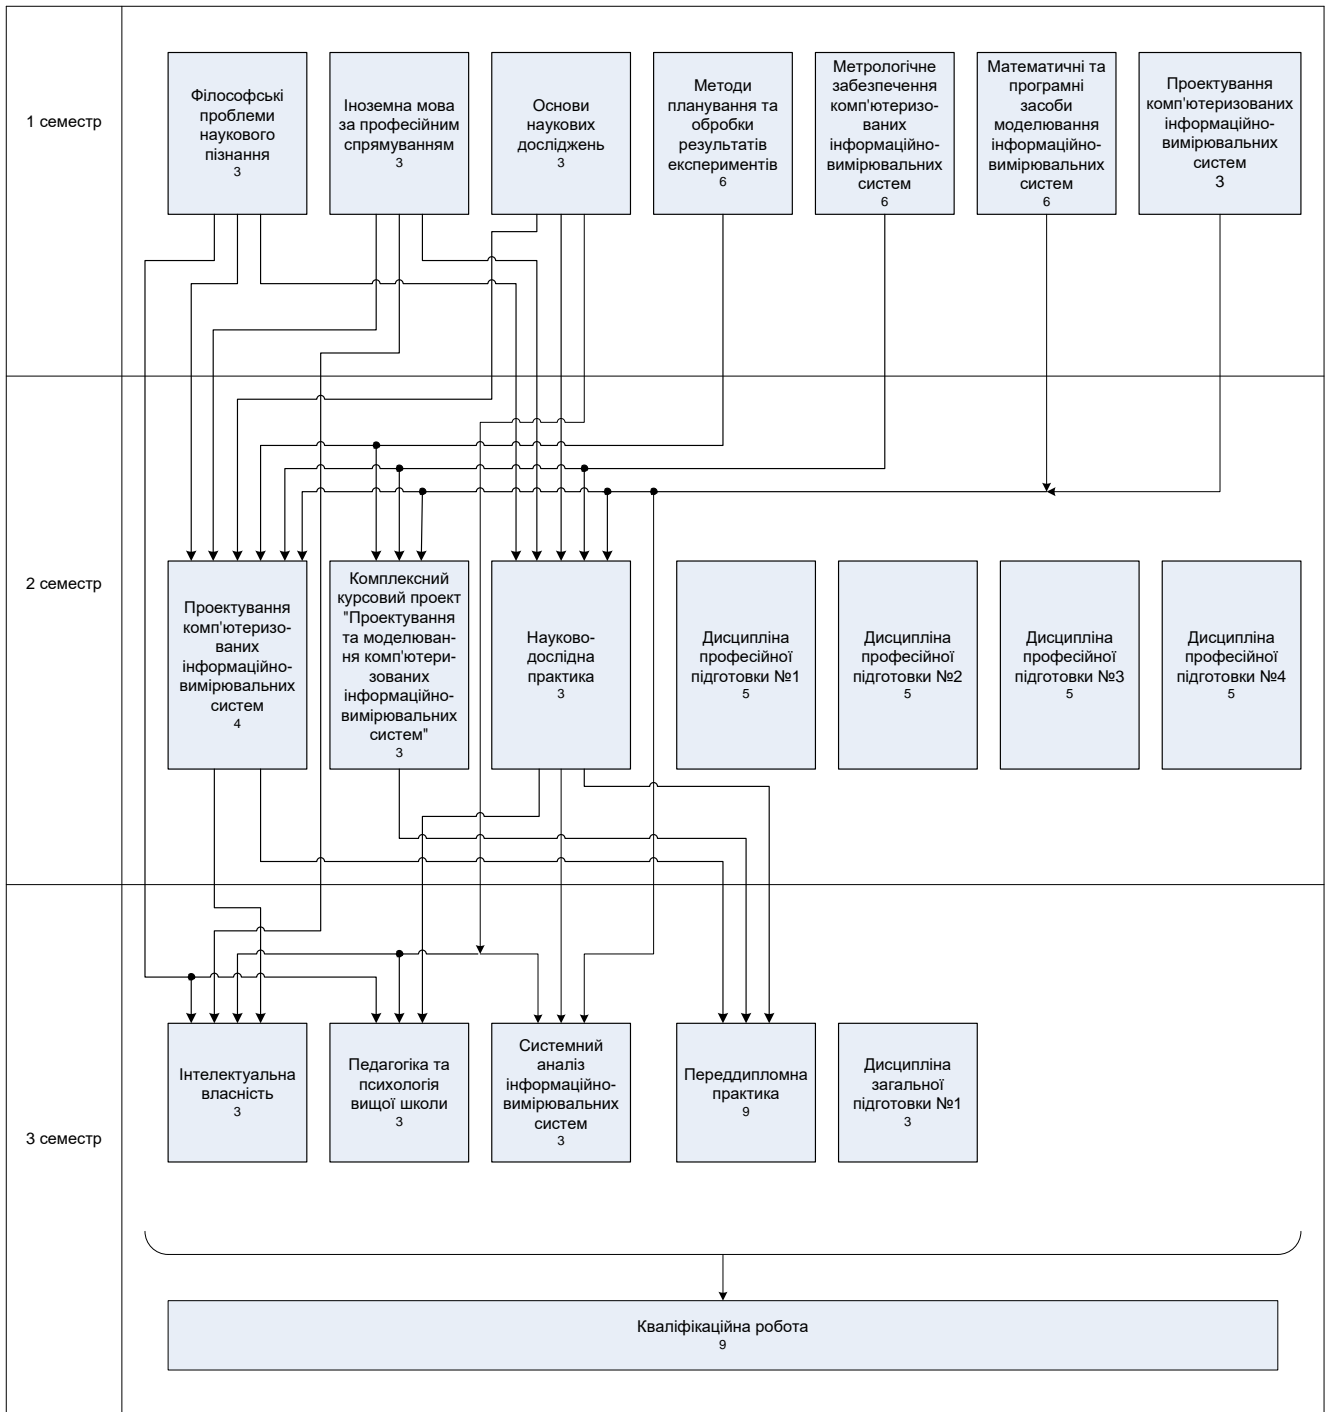 1 семестр
Філософські
проблеми
наукового
пізнання
3
Іноземна мова
за професійним
спрямуванням
3
Основи
наукових
досліджень
3
Методи
планування та
обробки
результатів
експериментів
6
Метрологічне
забезпечення
комп'ютеризо-
ваних
інформаційно-
вимірювальних
систем
6
Математичні та
програмні
засоби
моделювання
інформаційно-
вимірювальних
систем
6
Проектування
комп'ютеризованих
інформаційно-
вимірювальних
систем
3
2 семестр
Проектування
комп'ютеризо-
ваних
інформаційно-
вимірювальних
систем
4
Комплексний
курсовий проект
"Проектування
та моделюван-
ня комп'ютери-
зованих
інформаційно-
вимірювальних
систем"
3
Науково-
дослідна
практика
3
Дисципліна
професійної
підготовки №1
5
Дисципліна
професійної
підготовки №2
5
Дисципліна
професійної
підготовки №3
5
Дисципліна
професійної
підготовки №4
5
3 семестр
Інтелектуальна
власність
3
Педагогіка та
психологія
вищої школи
3
Системний
аналіз
інформаційно-
вимірювальних
систем
3
Переддипломна
практика
9
Дисципліна
загальної
підготовки №1
3
Кваліфікаційна робота
9